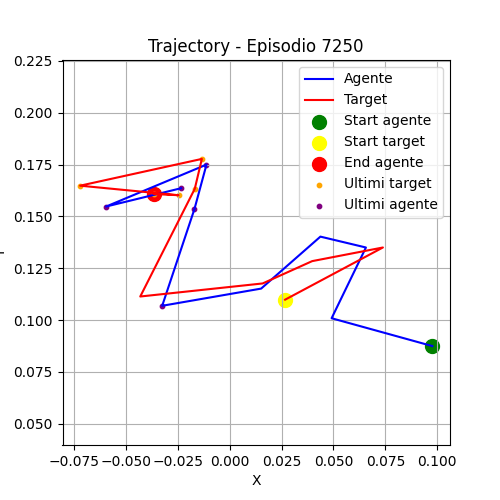 Trajectory - Episodio 7250
0.225
0.200
0.175
0.150
0.125
0.100
0.075
0.050
Agente
Target
Start agente
Start target
End agente
Ultimi target
Ultimi agente
−0.075 −0.050 −0.025 0.000 0.025 0.050 0.075 0.100
X